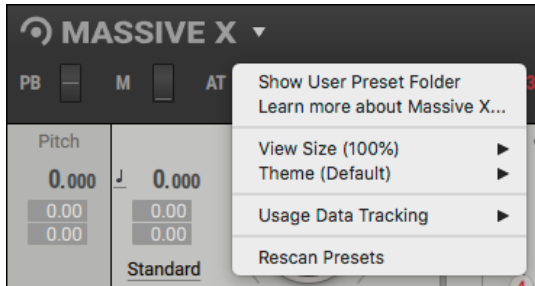 MASSIVE X
PB M AT
Show User Preset Folder
Learn more about Massive X...
View Size (100%)
Theme (Default)
Usage Data Tracking
Rescan Presets
Pitch
0.000 0.000
0.00 0.00
0.00 0.00
Standard